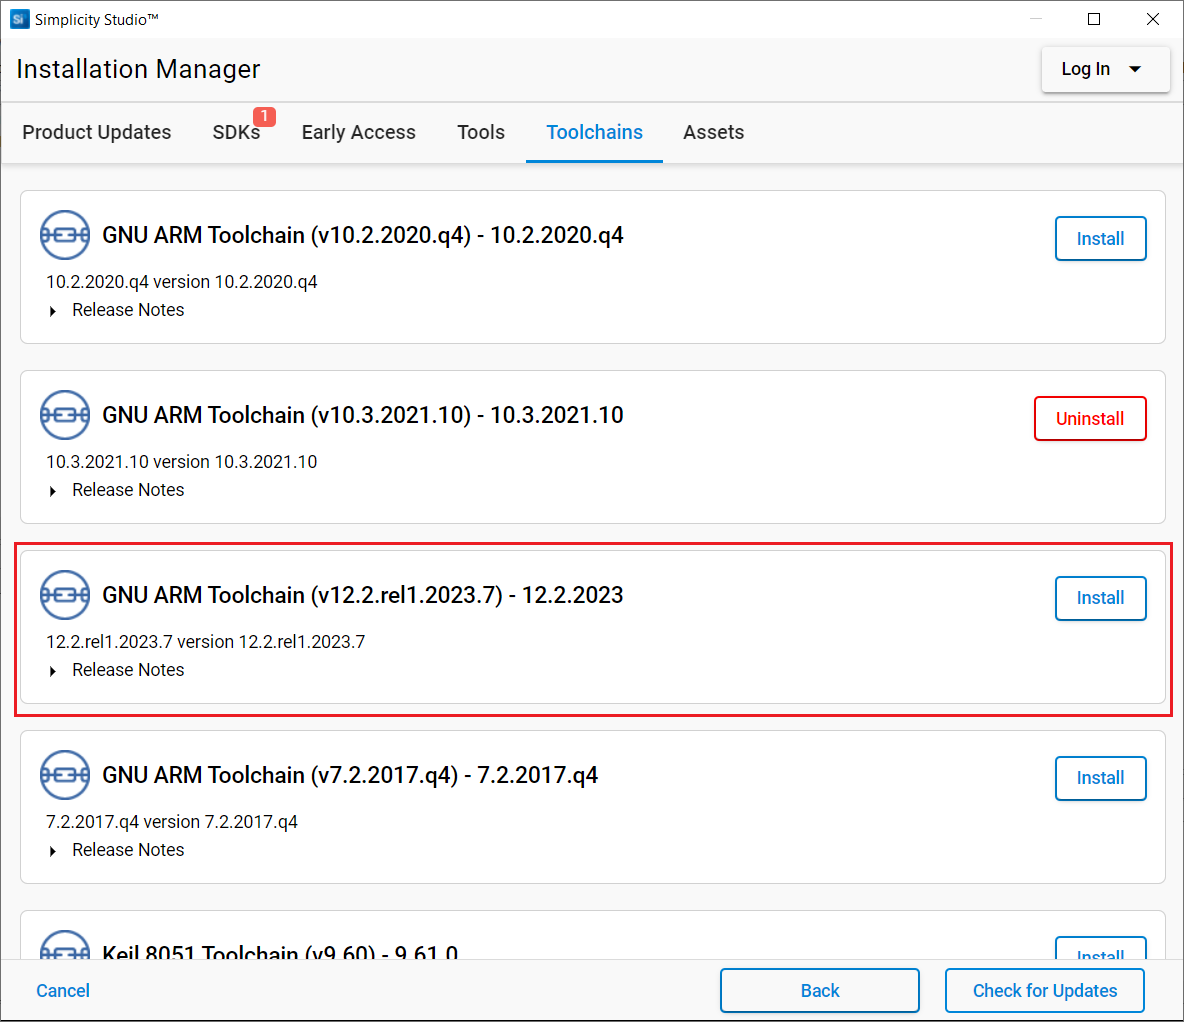 Si Simplicity Studio™
Installation Manager
Log In
Product Updates SDKs 1 Early Access Tools Toolchains Assets
GNU ARM Toolchain (v10.2.2020.q4) - 10.2.2020.q4
Install
10.2.2020.q4 version 10.2.2020.q4
Release Notes
GNU ARM Toolchain (v10.3.2021.10) - 10.3.2021.10
Uninstall
10.3.2021.10 version 10.3.2021.10
Release Notes
GNU ARM Toolchain (v12.2.rel1.2023.7) - 12.2.2023
Install
12.2.rel1.2023.7 version 12.2.rel1.2023.7
Release Notes
GNU ARM Toolchain (v7.2.2017.q4) - 7.2.2017.q4
Install
7.2.2017.q4 version 7.2.2017.q4
Release Notes
Keil 8051 Toolchain (v9.60) - 9.61.0
Install
Cancel Back Check for Updates